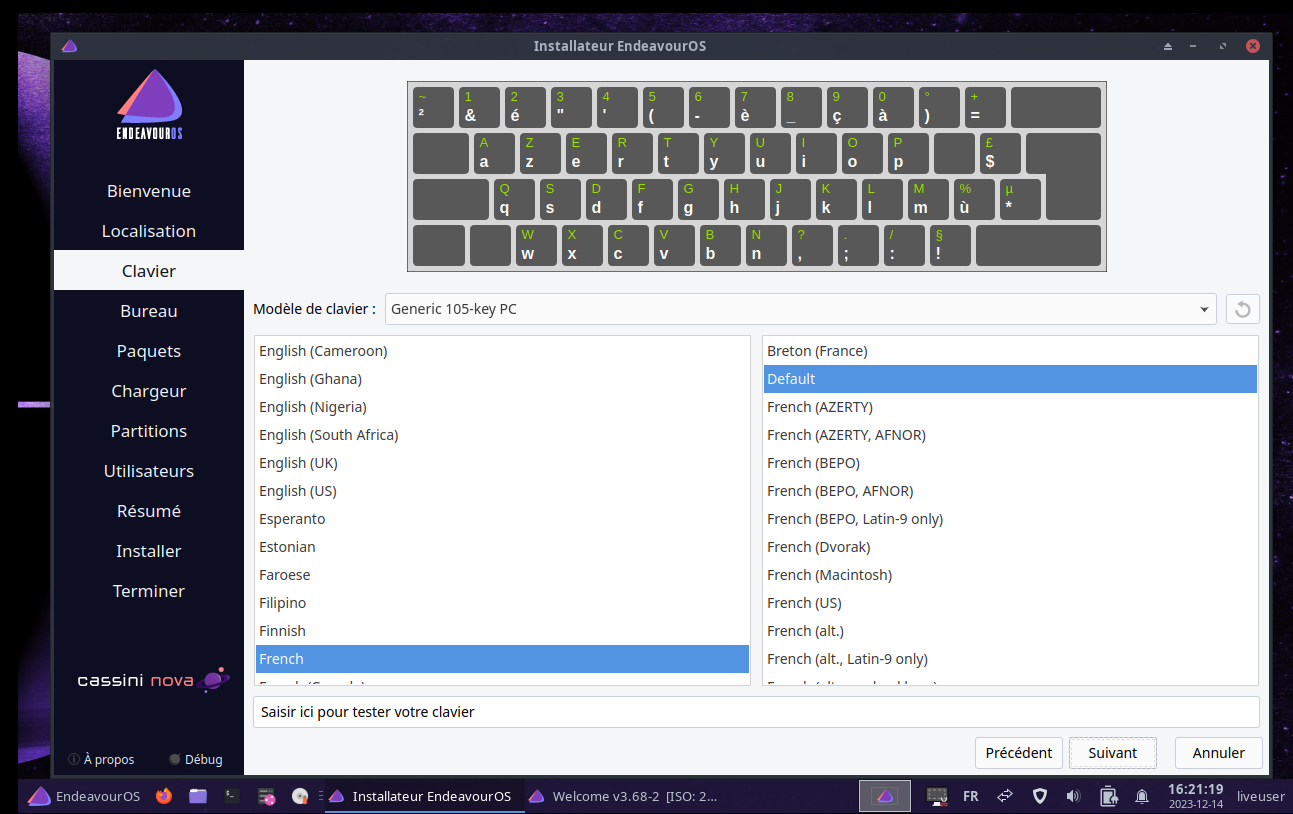 Installateur EndeavourOS
ENDEAVOUROS
Bienvenue
Localisation
Clavier
Bureau
Paquets
Chargeur
Partitions
Utilisateurs
Résumé
Installer
Terminer
cassini nova
À propos
Débug
~ 1 2 3 4 5 6 7 8 9 0 ° +
² & é " ' ( - è _ ç à ) =
A Z E R T Y U I O P £
a z e r t y u i o p $
Q S D F G H J K L M % µ
q s d f g h j k l m ù *
W X C V B N ? . / §
w x c v b n , ; : !
Modèle de clavier : Generic 105-key PC
English (Cameroon)
English (Ghana)
English (Nigeria)
English (South Africa)
English (UK)
English (US)
Esperanto
Estonian
Faroese
Filipino
Finnish
French
Breton (France)
Default
French (AZERTY)
French (AZERTY, AFNOR)
French (BEPO)
French (BEPO, AFNOR)
French (BEPO, Latin-9 only)
French (Dvorak)
French (Macintosh)
French (US)
French (alt.)
French (alt., Latin-9 only)
Saisir ici pour tester votre clavier
Précédent Suivant Annuler
EndeavourOS Installateur EndeavourOS Welcome v3.68-2 [ISO: 2... FR 16:21:19 liveuser
2023-12-14